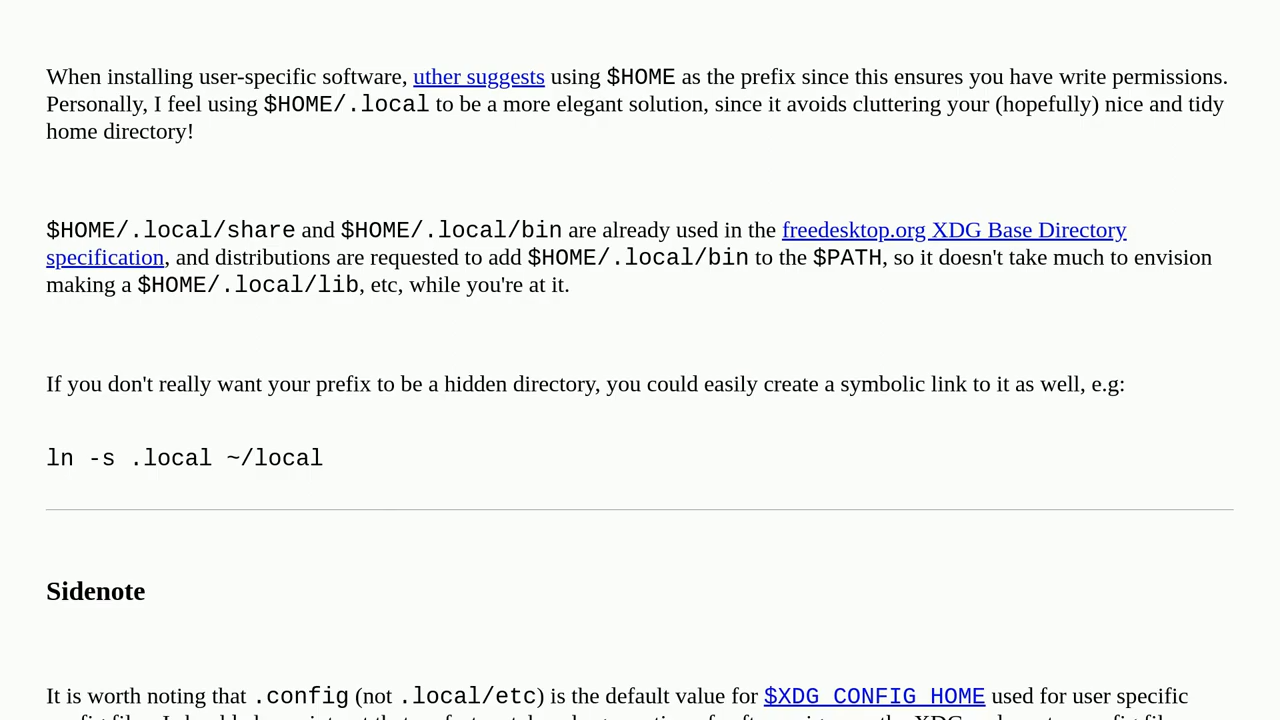 When installing user-specific software, uther suggests using $HOME as the prefix since this ensures you have write permissions.
Personally, I feel using $HOME/.local to be a more elegant solution, since it avoids cluttering your (hopefully) nice and tidy
home directory!
$HOME/.local/share and $HOME/.local/bin are already used in the freedesktop.org XDG Base Directory
specification, and distributions are requested to add $HOME/.local/bin to the $PATH, so it doesn't take much to envision
making a $HOME/.local/lib, etc, while you're at it.
If you don't really want your prefix to be a hidden directory, you could easily create a symbolic link to it as well, e.g:
ln -s .local ~/local
Sidenote
It is worth noting that .config (not .local/etc) is the default value for $XDG_CONFIG_HOME used for user specific